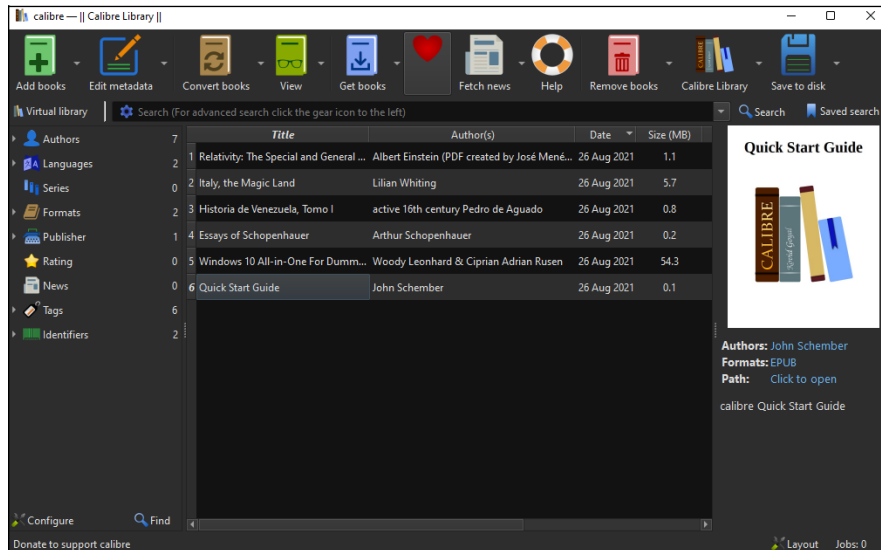 calibre — || Calibre Library ||
Add books
Edit metadata
Convert books
View
Get books
Fetch news
Help
Remove books
Calibre Library
Save to disk
Virtual library
Search (For advanced search click the gear icon to the left)
Search
Saved search
Authors 7
Languages 2
Series 0
Formats 2
Publisher 1
Rating 0
News 0
Tags 6
Identifiers 2
Title Author(s) Date Size (MB)
1 Relativity: The Special and General ... Albert Einstein (PDF created by José Mené... 26 Aug 2021 1.1
2 Italy, the Magic Land Lilian Whiting 26 Aug 2021 5.7
3 Historia de Venezuela, Tomo I active 16th century Pedro de Aguado 26 Aug 2021 0.8
4 Essays of Schopenhauer Arthur Schopenhauer 26 Aug 2021 0.2
5 Windows 10 All-in-One For Dumm... Woody Leonhard & Ciprian Adrian Rusen 26 Aug 2021 54.3
6 Quick Start Guide John Schember 26 Aug 2021 0.1
Quick Start Guide
CALIBRE
Kovid Goyal
Authors: John Schember
Formats: EPUB
Path: Click to open
calibre Quick Start Guide
Configure
Find
Donate to support calibre
Layout
Jobs: 0